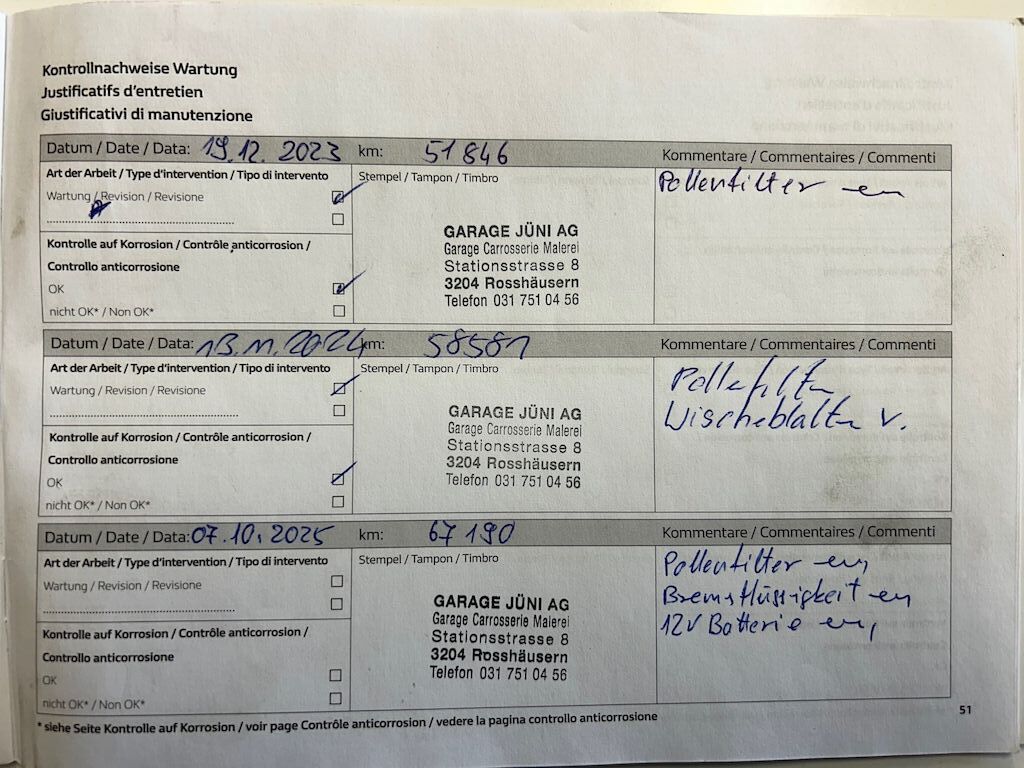 Kontrollnachweise Wartung
Justificatifs d'entretien
Giustificativi di manutenzione
Datum / Date / Data: 19.12. 2023 km: 51 846 Kommentare / Commentaires / Commenti
Art der Arbeit / Type d'intervention / Tipo di intervento Stempel / Tampon / Timbro
Pollenfilter
Wartung / Revision / Revisione
GARAGE JÜNI AG
Garage Carrosserie Malerei
Stationsstrasse 8
3204 Rosshäusern
Telefon 031 751 04 56
Kontrolle auf Korrosion / Contrôle anticorrosion /
Controllo anticorrosione
OK
nicht OK* / Non OK*
Datum / Date / Data: 13.11.2024 km: 58581 Kommentare / Commentaires / Commenti
Art der Arbeit / Type d'intervention / Tipo di intervento Stempel / Tampon / Timbro
Wartung / Revision / Revisione
GARAGE JÜNI AG
Garage Carrosserie Malerei
Stationsstrasse 8
3204 Rosshäusern
Telefon 031 751 04 56
Kontrolle auf Korrosion / Contrôle anticorrosion /
Controllo anticorrosione
OK
nicht OK* / Non OK*
Datum / Date / Data: 07.10.2025 km: 67 190 Kommentare / Commentaires / Commenti
Art der Arbeit / Type d'intervention / Tipo di intervento Stempel / Tampon / Timbro
Pollenfilter
Bremsflüssigkeit
12V Batterie
Wartung / Revision / Revisione
GARAGE JÜNI AG
Garage Carrosserie Malerei
Stationsstrasse 8
3204 Rosshäusern
Telefon 031 751 04 56
Kontrolle auf Korrosion / Contrôle anticorrosion /
Controllo anticorrosione
OK
nicht OK* / Non OK*
* siehe Seite Kontrolle auf Korrosion / voir page Contrôle anticorrosion / vedere la pagina controllo anticorrosione
51